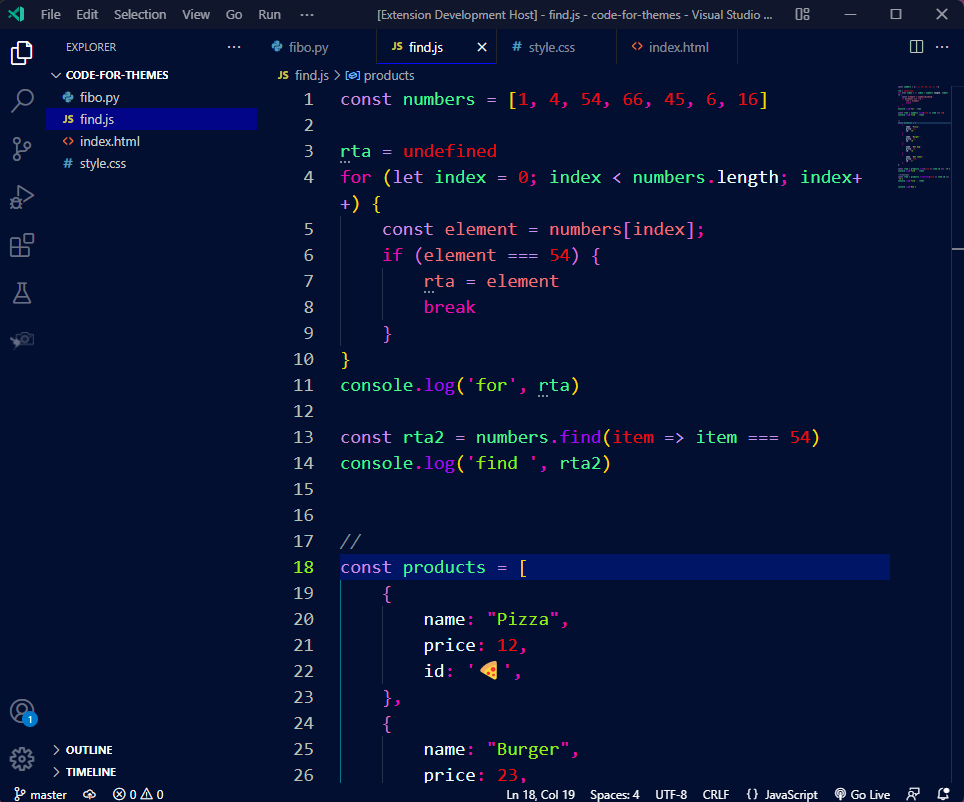 File Edit Selection View Go Run ··· [Extension Development Host] - find.js - code-for-themes - Visual Studio ...
EXPLORER ···
CODE-FOR-THEMES
fibo.py
JS find.js
<> index.html
# style.css
fibo.py
JS find.js ×
# style.css
<> index.html
JS find.js > products
1 const numbers = [1, 4, 54, 66, 45, 6, 16]
2
3 rta = undefined
4 for (let index = 0; index < numbers.length; index+
+) {
5 const element = numbers[index];
6 if (element === 54) {
7 rta = element
8 break
9 }
10 }
11 console.log('for', rta)
12
13 const rta2 = numbers.find(item => item === 54)
14 console.log('find ', rta2)
15
16
17 //
18 const products = [
19 {
20 name: "Pizza",
21 price: 12,
22 id: '🍕',
23 },
24 {
25 name: "Burger",
26 price: 23,
1
OUTLINE
TIMELINE
master 0 0 Ln 18, Col 19 Spaces: 4 UTF-8 CRLF {} JavaScript Go Live